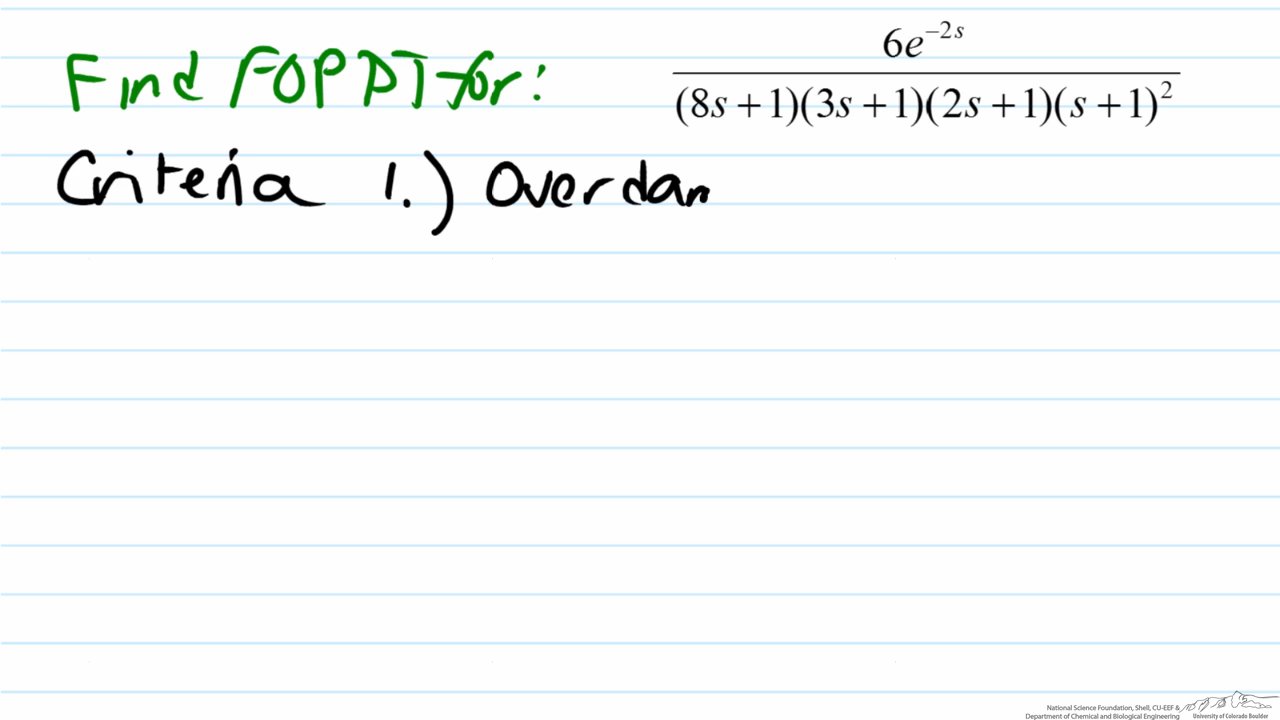 Find FOPDT for:
6e^{-2s}
(8s+1)(3s+1)(2s+1)(s+1)^2
Criteria 1.) Overdam
National Science Foundation, Shell, CU-EEF &
Department of Chemical and Biological Engineering
University of Colorado Boulder